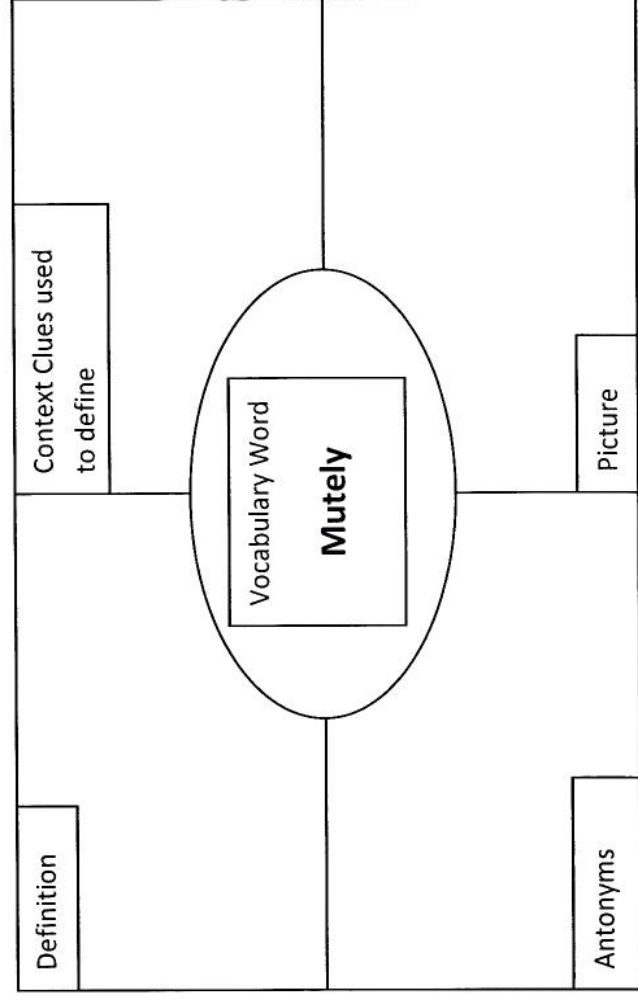 Definition
Context Clues used
to define
Vocabulary Word
Mutely
Antonyms
Picture